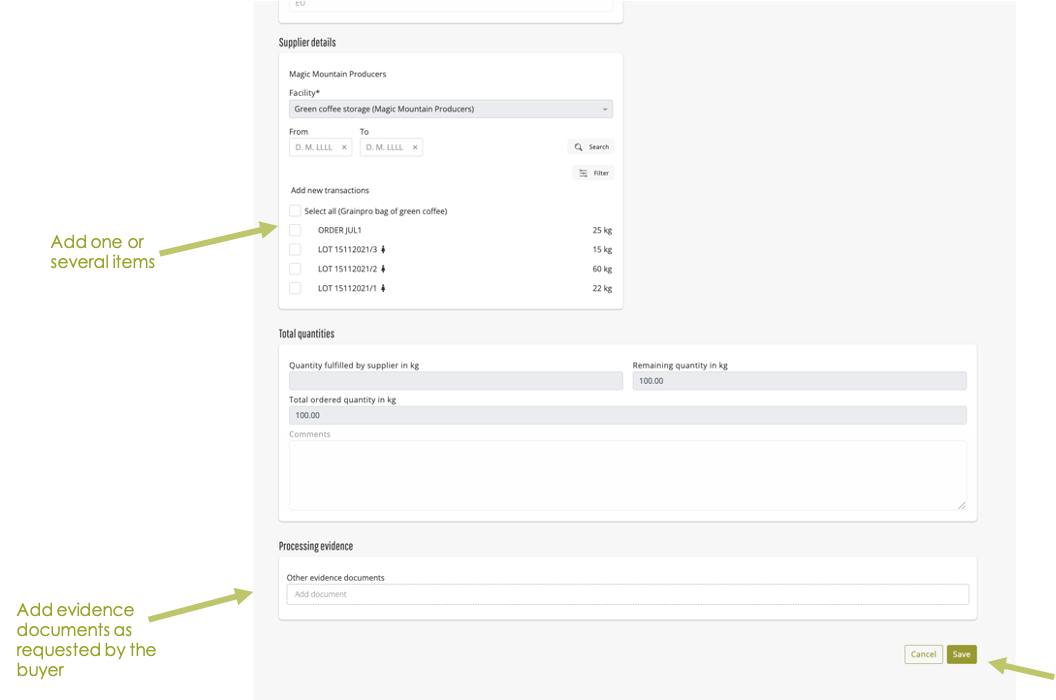 EU
Supplier details
Magic Mountain Producers
Facility*
Green coffee storage (Magic Mountain Producers)
From To
D. M. LLLL × D. M. LLLL ×
Search
Filter
Add new transactions
Select all (Grainpro bag of green coffee)
ORDER JUL1 25 kg
LOT 15112021/3 15 kg
LOT 15112021/2 60 kg
LOT 15112021/1 22 kg
Add one or
several items
Total quantities
Quantity fulfilled by supplier in kg Remaining quantity in kg
100.00
Total ordered quantity in kg
100.00
Comments
Processing evidence
Other evidence documents
Add document
Add evidence
documents as
requested by the
buyer
Cancel Save